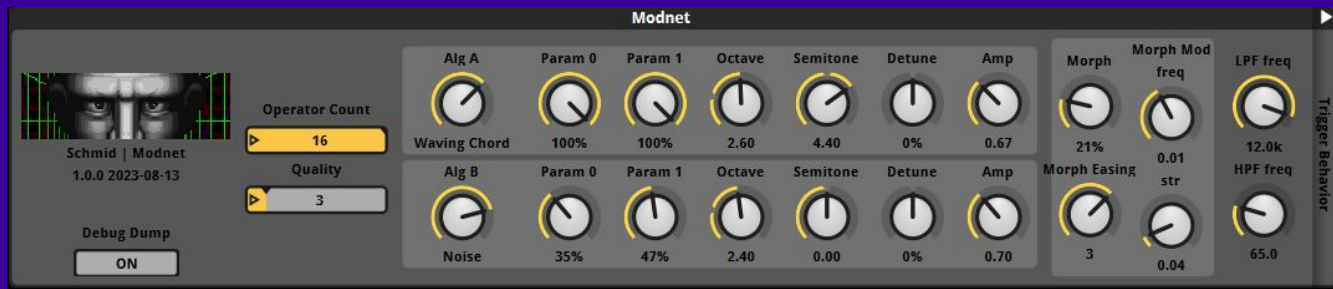 Modnet
Schmid | Modnet
1.0.0 2023-08-13
Debug Dump
ON
Operator Count
16
Quality
3
Alg A Param 0 Param 1 Octave Semitone Detune Amp
Waving Chord 100% 100% 2.60 4.40 0% 0.67
Alg B Param 0 Param 1 Octave Semitone Detune Amp
Noise 35% 47% 2.40 0.00 0% 0.70
Morph
21%
Morph Easing
3
Morph Mod
freq
0.01
str
0.04
LPF freq
12.0k
HPF freq
65.0
Trigger Behavior